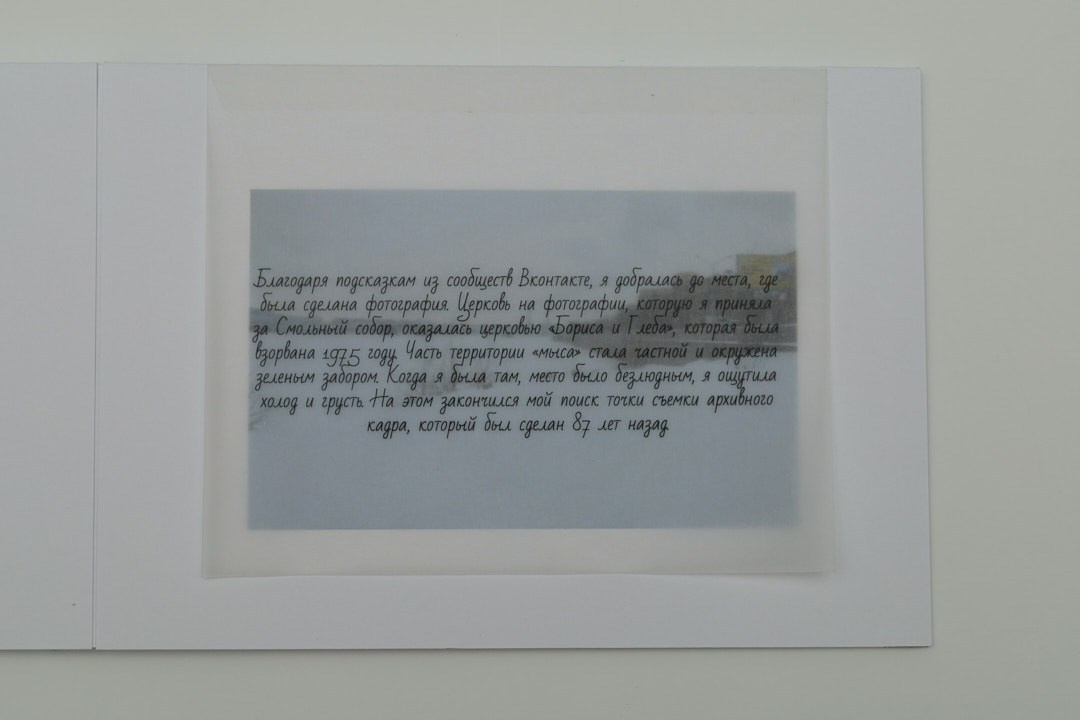 Благодаря подсказкам из сообществ Вконтакте, я добралась до места, где
была сделана фотография. Церковь на фотографии, которую я приняла
за Смольный собор, оказалась церковью «Бориса и Глеба», которая была
взорвана 1975 году. Часть территории «мыса» стала частной и окружена
зеленым забором. Когда я была там, место было безлюдным, я ощутила
холод и грусть. На этом закончился мой поиск точки съемки архивного
кадра, который был сделан 87 лет назад.